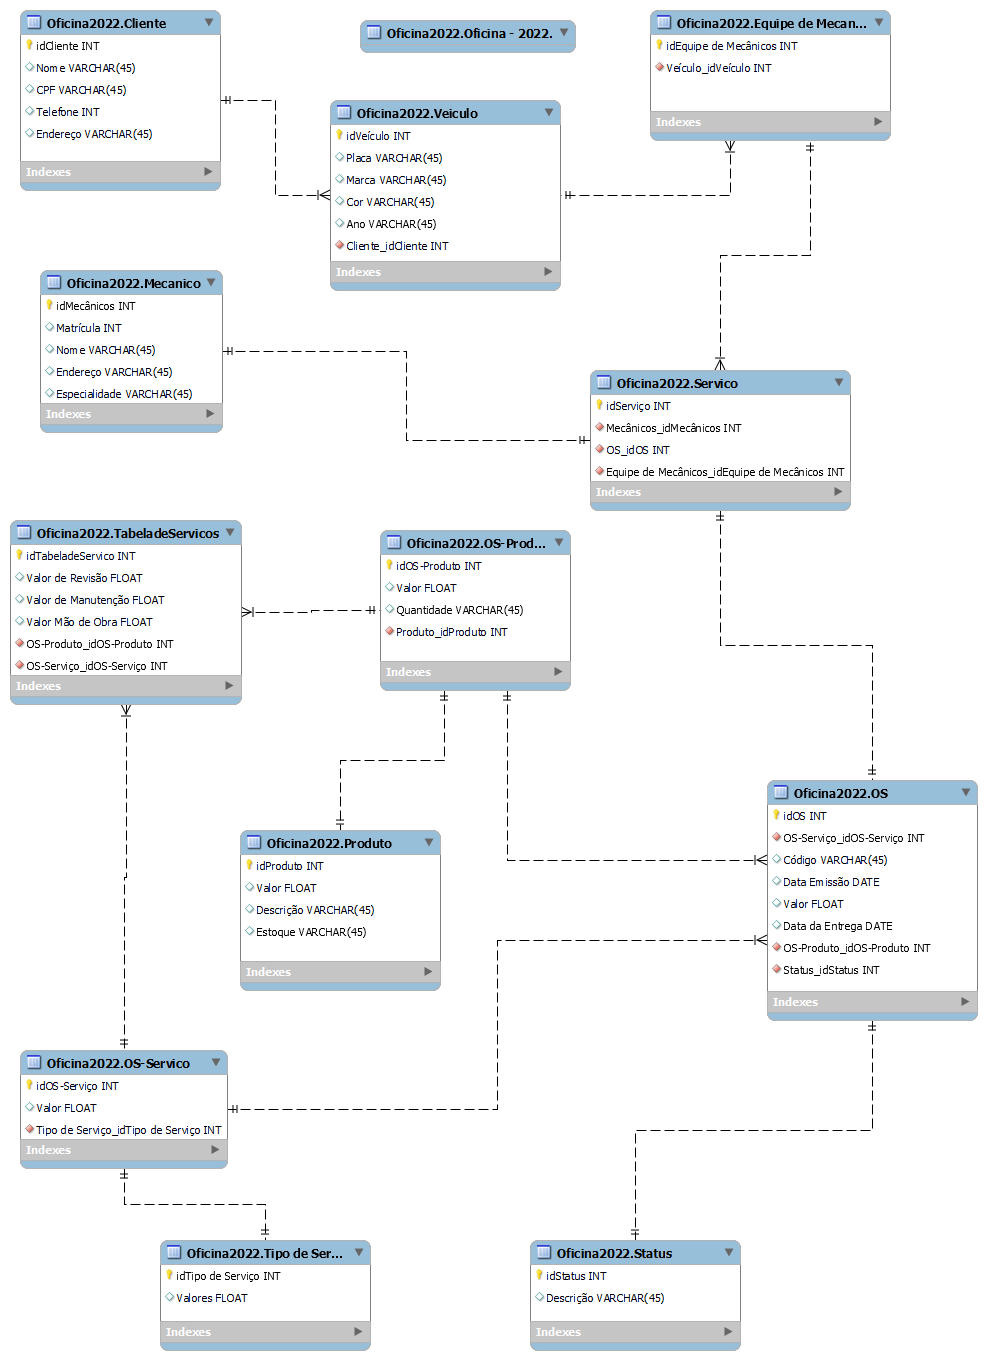 Oficina2022.Cliente
idCliente INT
Nome VARCHAR(45)
CPF VARCHAR(45)
Telefone INT
Endereço VARCHAR(45)
Indexes
Oficina2022.Oficina - 2022.
Oficina2022.Equipe de Mecan...
idEquipe de Mecânicos INT
Veículo_idVeículo INT
Indexes
Oficina2022.Veiculo
idVeículo INT
Placa VARCHAR(45)
Marca VARCHAR(45)
Cor VARCHAR(45)
Ano VARCHAR(45)
Cliente_idCliente INT
Indexes
Oficina2022.Mecanico
idMecânicos INT
Matrícula INT
Nome VARCHAR(45)
Endereço VARCHAR(45)
Especialidade VARCHAR(45)
Indexes
Oficina2022.Servico
idServiço INT
Mecânicos_idMecânicos INT
OS_idOS INT
Equipe de Mecânicos_idEquipe de Mecânicos INT
Indexes
Oficina2022.TabeladeServicos
idTabeladeServico INT
Valor de Revisão FLOAT
Valor de Manutenção FLOAT
Valor Mão de Obra FLOAT
OS-Produto_idOS-Produto INT
OS-Serviço_idOS-Serviço INT
Indexes
Oficina2022.OS-Prod...
idOS-Produto INT
Valor FLOAT
Quantidade VARCHAR(45)
Produto_idProduto INT
Indexes
Oficina2022.Produto
idProduto INT
Valor FLOAT
Descrição VARCHAR(45)
Estoque VARCHAR(45)
Indexes
Oficina2022.OS
idOS INT
OS-Serviço_idOS-Serviço INT
Código VARCHAR(45)
Data Emissão DATE
Valor FLOAT
Data da Entrega DATE
OS-Produto_idOS-Produto INT
Status_idStatus INT
Indexes
Oficina2022.OS-Servico
idOS-Serviço INT
Valor FLOAT
Tipo de Serviço_idTipo de Serviço INT
Indexes
Oficina2022.Tipo de Ser...
idTipo de Serviço INT
Valores FLOAT
Indexes
Oficina2022.Status
idStatus INT
Descrição VARCHAR(45)
Indexes